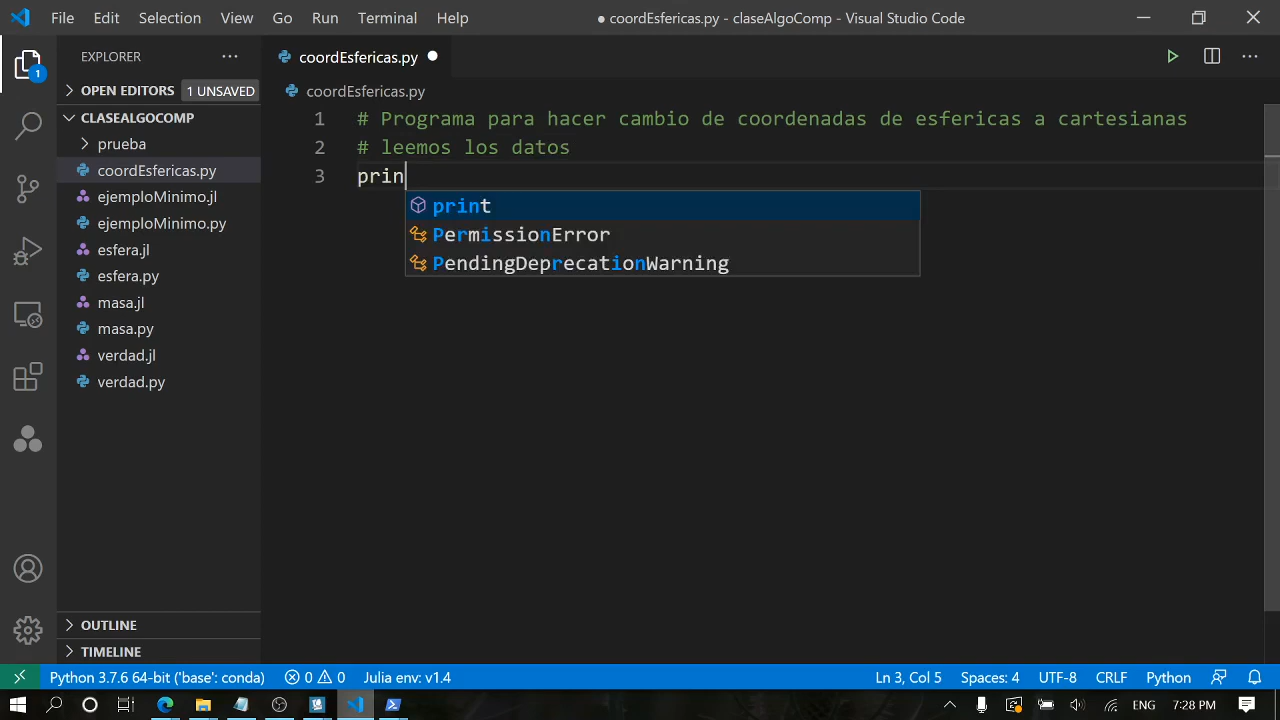 File Edit Selection View Go Run Terminal Help ● coordEsfericas.py - claseAlgoComp - Visual Studio Code
EXPLORER
OPEN EDITORS 1 UNSAVED
CLASEALGOCOMP
prueba
coordEsfericas.py
ejemploMinimo.jl
ejemploMinimo.py
esfera.jl
esfera.py
masa.jl
masa.py
verdad.jl
verdad.py
OUTLINE
TIMELINE
1
coordEsfericas.py
coordEsfericas.py
1 # Programa para hacer cambio de coordenadas de esfericas a cartesianas
2 # leemos los datos
3 prin
print
PermissionError
PendingDeprecationWarning
Python 3.7.6 64-bit ('base': conda) 0 0 Julia env: v1.4 Ln 3, Col 5 Spaces: 4 UTF-8 CRLF Python
ENG 7:28 PM